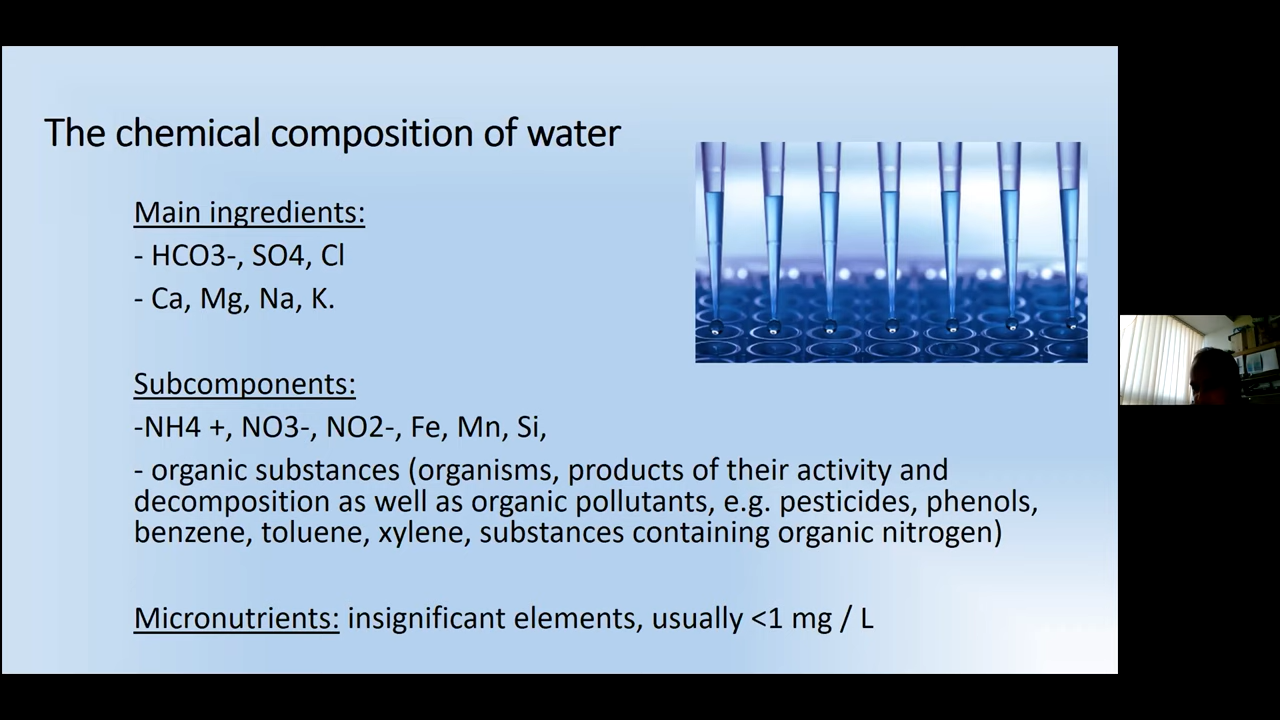 The chemical composition of water
Main ingredients:
- HCO3-, SO4, Cl
- Ca, Mg, Na, K.
Subcomponents:
-NH4 +, NO3-, NO2-, Fe, Mn, Si,
- organic substances (organisms, products of their activity and
decomposition as well as organic pollutants, e.g. pesticides, phenols,
benzene, toluene, xylene, substances containing organic nitrogen)
Micronutrients: insignificant elements, usually <1 mg / L